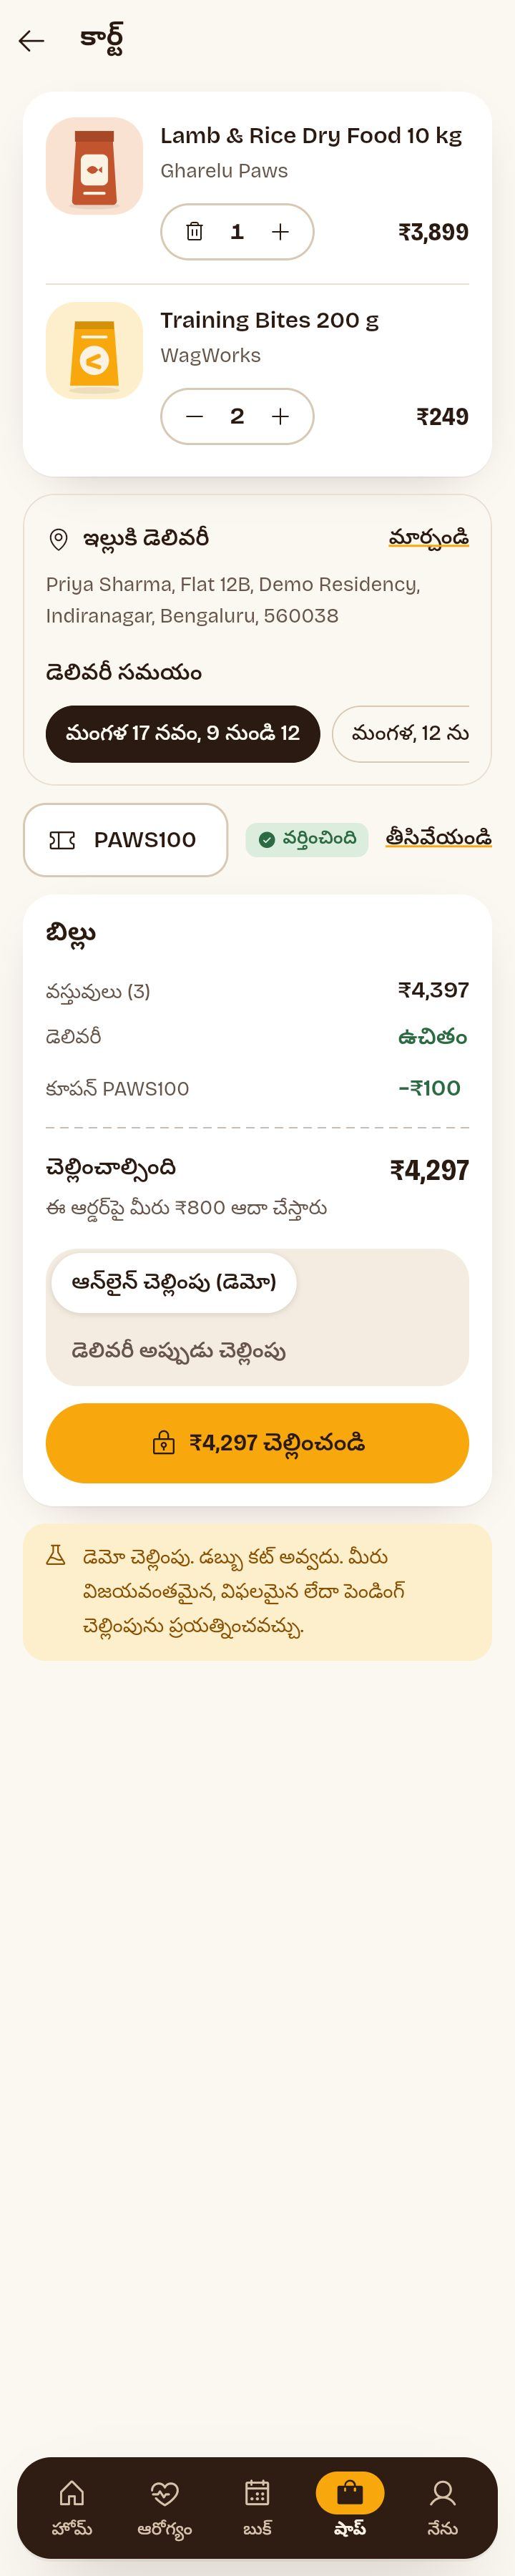 కార్ట్
Lamb & Rice Dry Food 10 kg
Gharelu Paws
1
₹3,899
Training Bites 200 g
WagWorks
2
₹249
ఇల్లుకి డెలివరీ
మార్చండి
Priya Sharma, Flat 12B, Demo Residency,
Indiranagar, Bengaluru, 560038
డెలివరీ సమయం
మంగళ 17 నవం, 9 నుండి 12
మంగళ, 12 ను
PAWS100
వర్తించింది
తీసివేయండి
బిల్లు
వస్తువులు (3)
₹4,397
డెలివరీ
ఉచితం
కూపన్ PAWS100
−₹100
చెల్లించాల్సింది
₹4,297
ఈ ఆర్డర్‌పై మీరు ₹800 ఆదా చేస్తారు
ఆన్‌లైన్ చెల్లింపు (డెమో)
డెలివరీ అప్పుడు చెల్లింపు
₹4,297 చెల్లించండి
డెమో చెల్లింపు. డబ్బు కట్ అవ్వదు. మీరు
విజయవంతమైన, విఫలమైన లేదా పెండింగ్
చెల్లింపును ప్రయత్నించవచ్చు.
హోమ్
ఆరోగ్యం
బుక్
షాప్
నేను